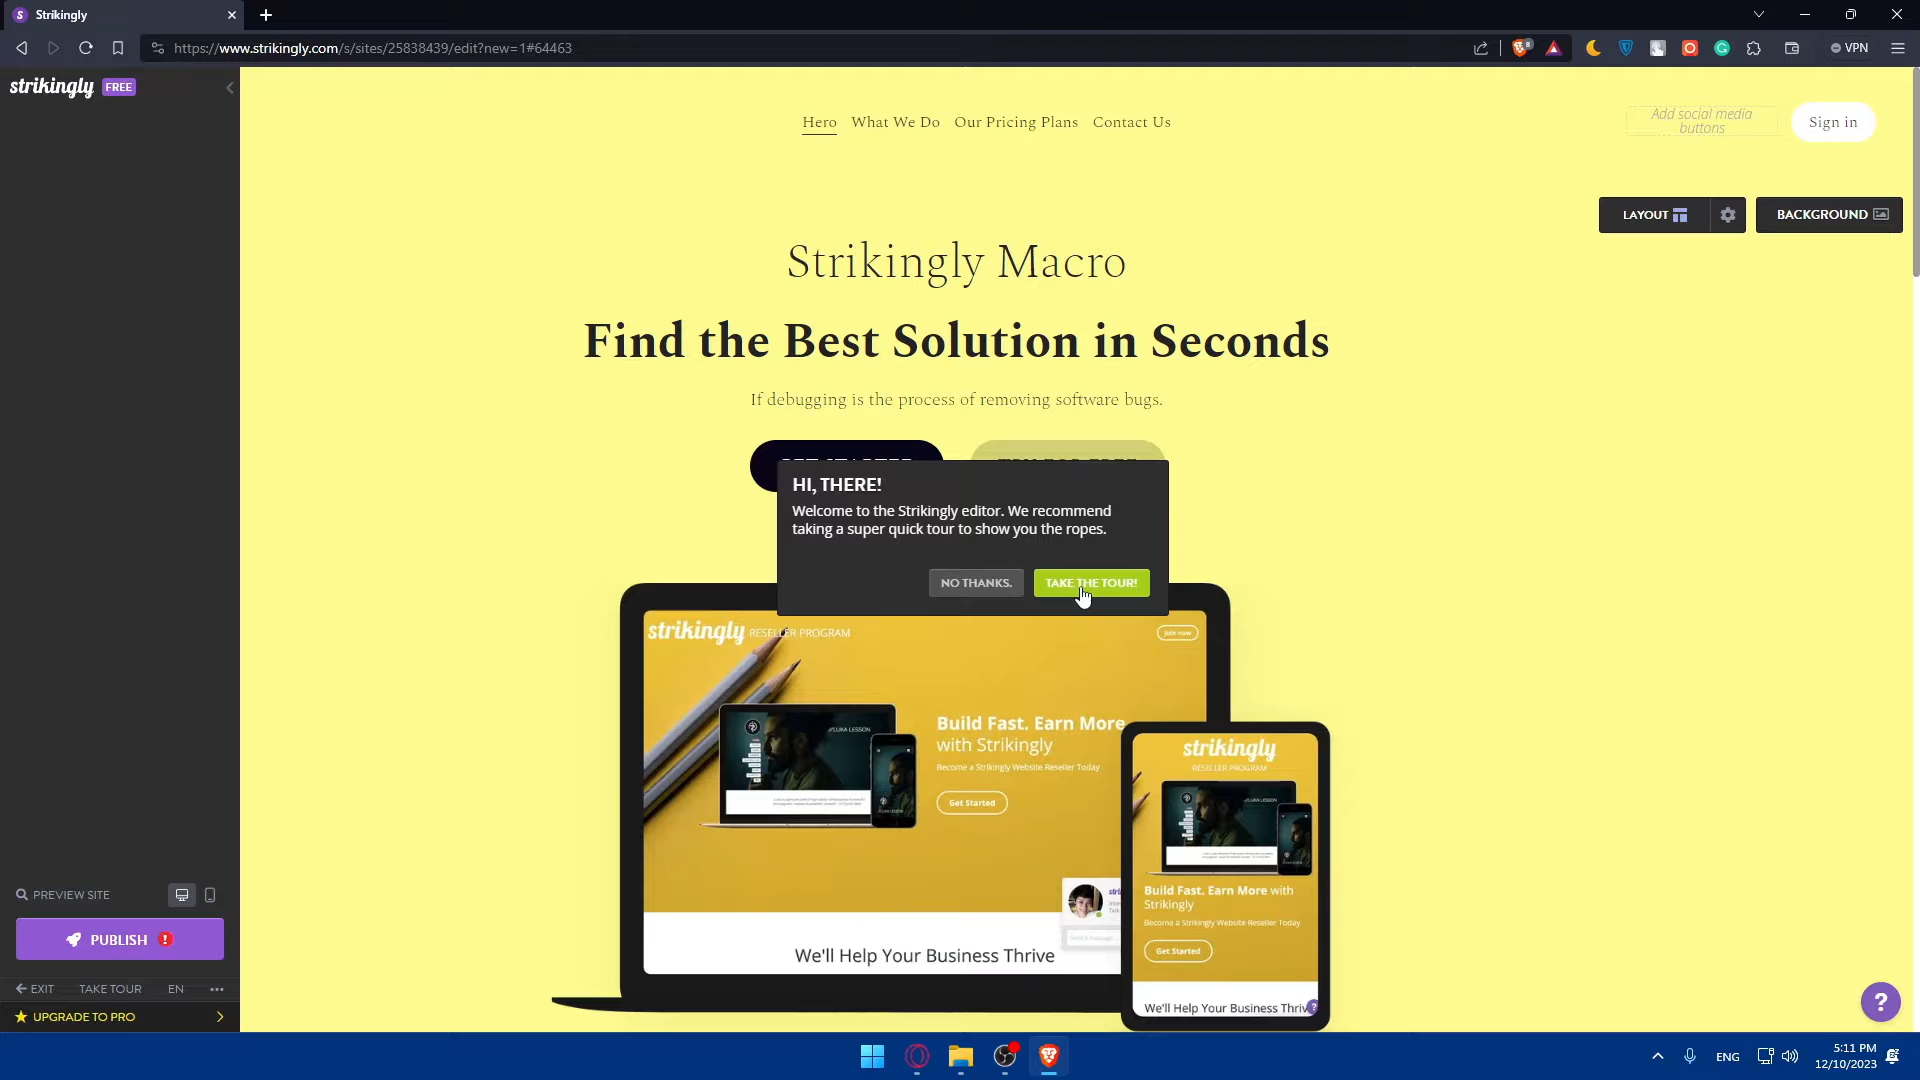 Strikingly
https://www.strikingly.com/s/sites/25838439/edit?new=1#64463
8
VPN
strikingly FREE
Hero What We Do Our Pricing Plans Contact Us
Add social media
buttons
Sign in
LAYOUT
BACKGROUND
Strikingly Macro
Find the Best Solution in Seconds
If debugging is the process of removing software bugs.
HI, THERE!
Welcome to the Strikingly editor. We recommend
taking a super quick tour to show you the ropes.
NO THANKS.
TAKE THE TOUR!
strikingly RESELLER PROGRAM
Join now
Build Fast. Earn More
with Strikingly
Become a Strikingly Website Reseller Today
Get Started
//LUKA LESSON
We'll Help Your Business Thrive
strikingly
RESELLER PROGRAM
Build Fast. Earn More with
Strikingly
Become a Strikingly Website Reseller Today
Get Started
We'll Help Your Business Thriv
?
PREVIEW SITE
PUBLISH !
EXIT TAKE TOUR EN ...
UPGRADE TO PRO
?
ENG
5:11 PM
12/10/2023